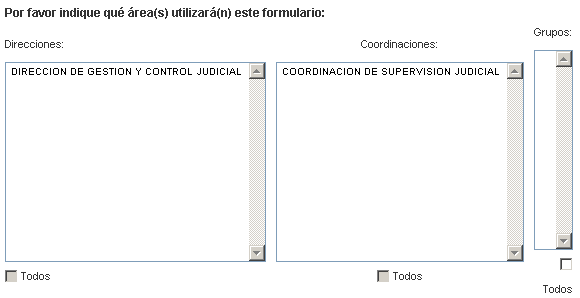 Por favor indique qué área(s) utilizará(n) este formulario:
Direcciones:
Coordinaciones:
Grupos:
DIRECCION DE GESTION Y CONTROL JUDICIAL
COORDINACION DE SUPERVISION JUDICIAL
Todos
Todos
Todos